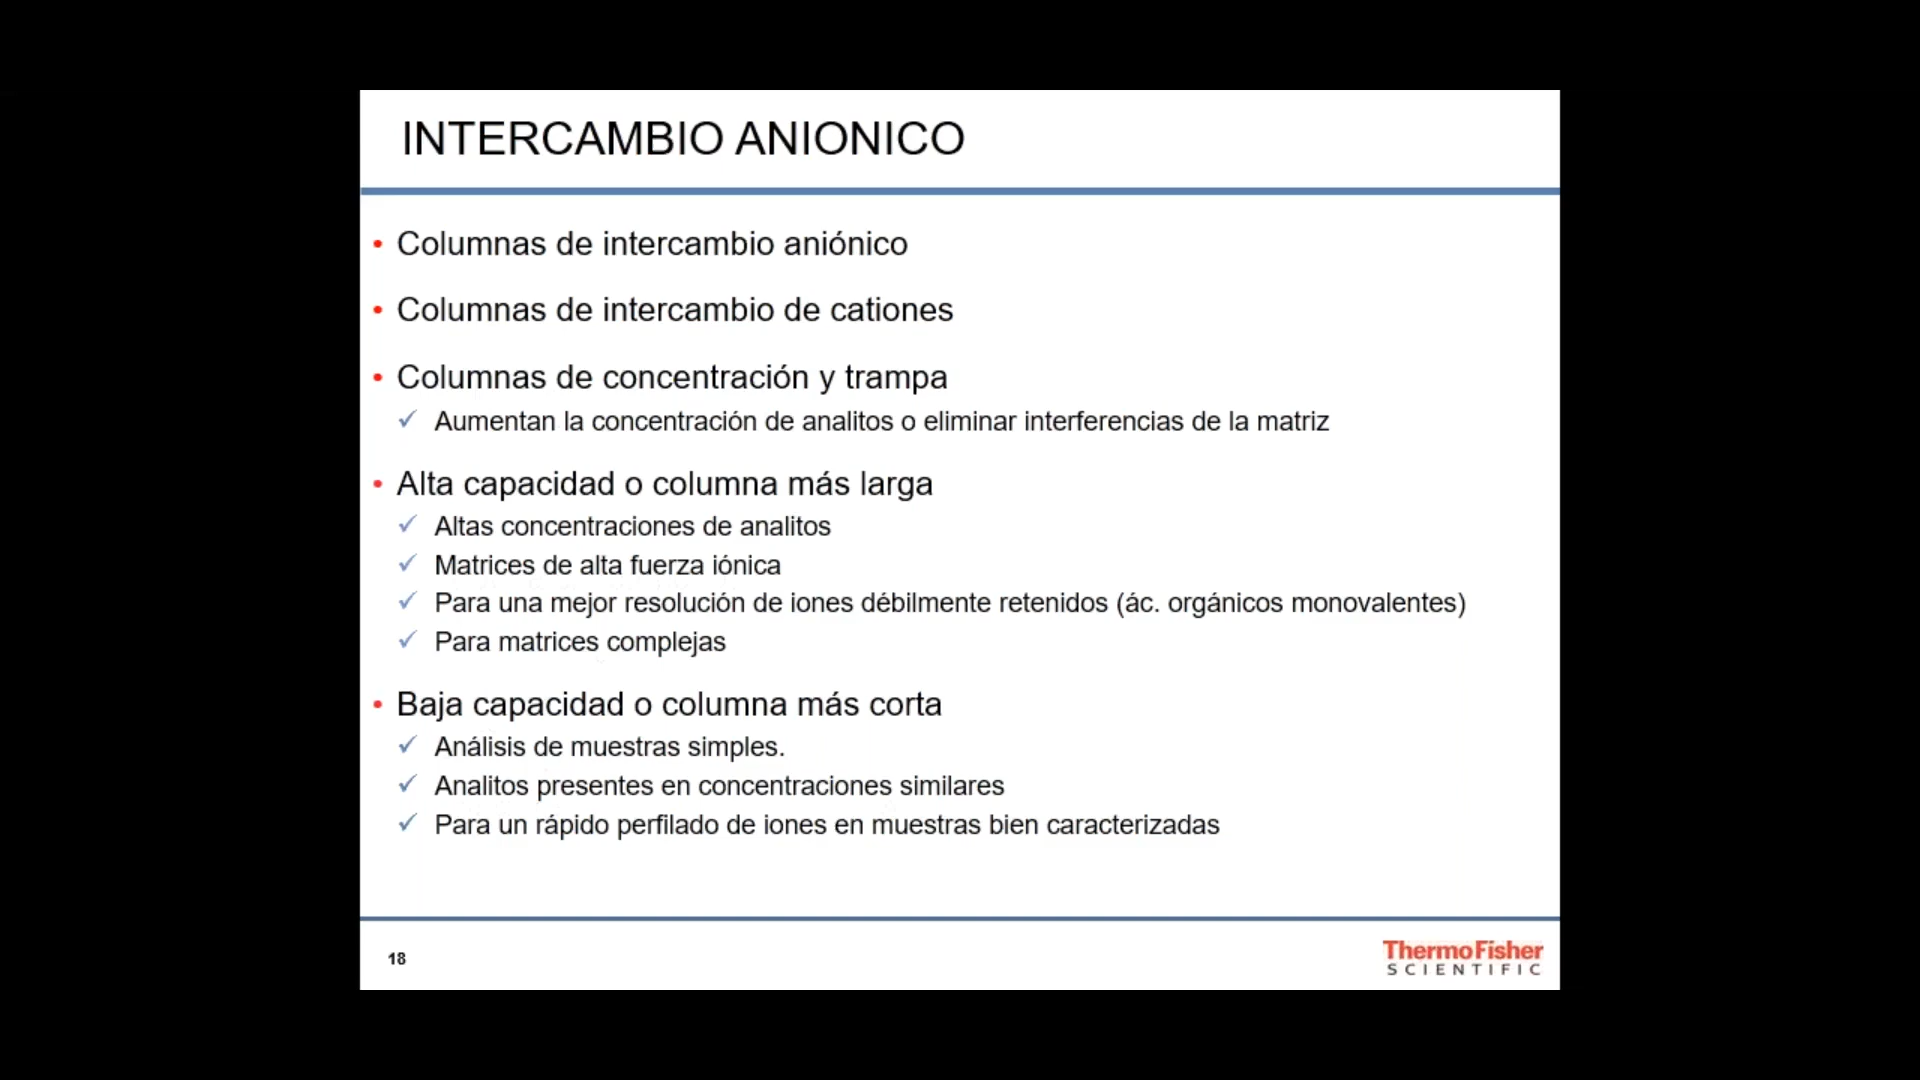 INTERCAMBIO ANIONICO
• Columnas de intercambio aniónico
• Columnas de intercambio de cationes
• Columnas de concentración y trampa
✓ Aumentan la concentración de analitos o eliminar interferencias de la matriz
• Alta capacidad o columna más larga
✓ Altas concentraciones de analitos
✓ Matrices de alta fuerza iónica
✓ Para una mejor resolución de iones débilmente retenidos (ác. orgánicos monovalentes)
✓ Para matrices complejas
• Baja capacidad o columna más corta
✓ Análisis de muestras simples.
✓ Analitos presentes en concentraciones similares
✓ Para un rápido perfilado de iones en muestras bien caracterizadas
18
ThermoFisher
SCIENTIFIC